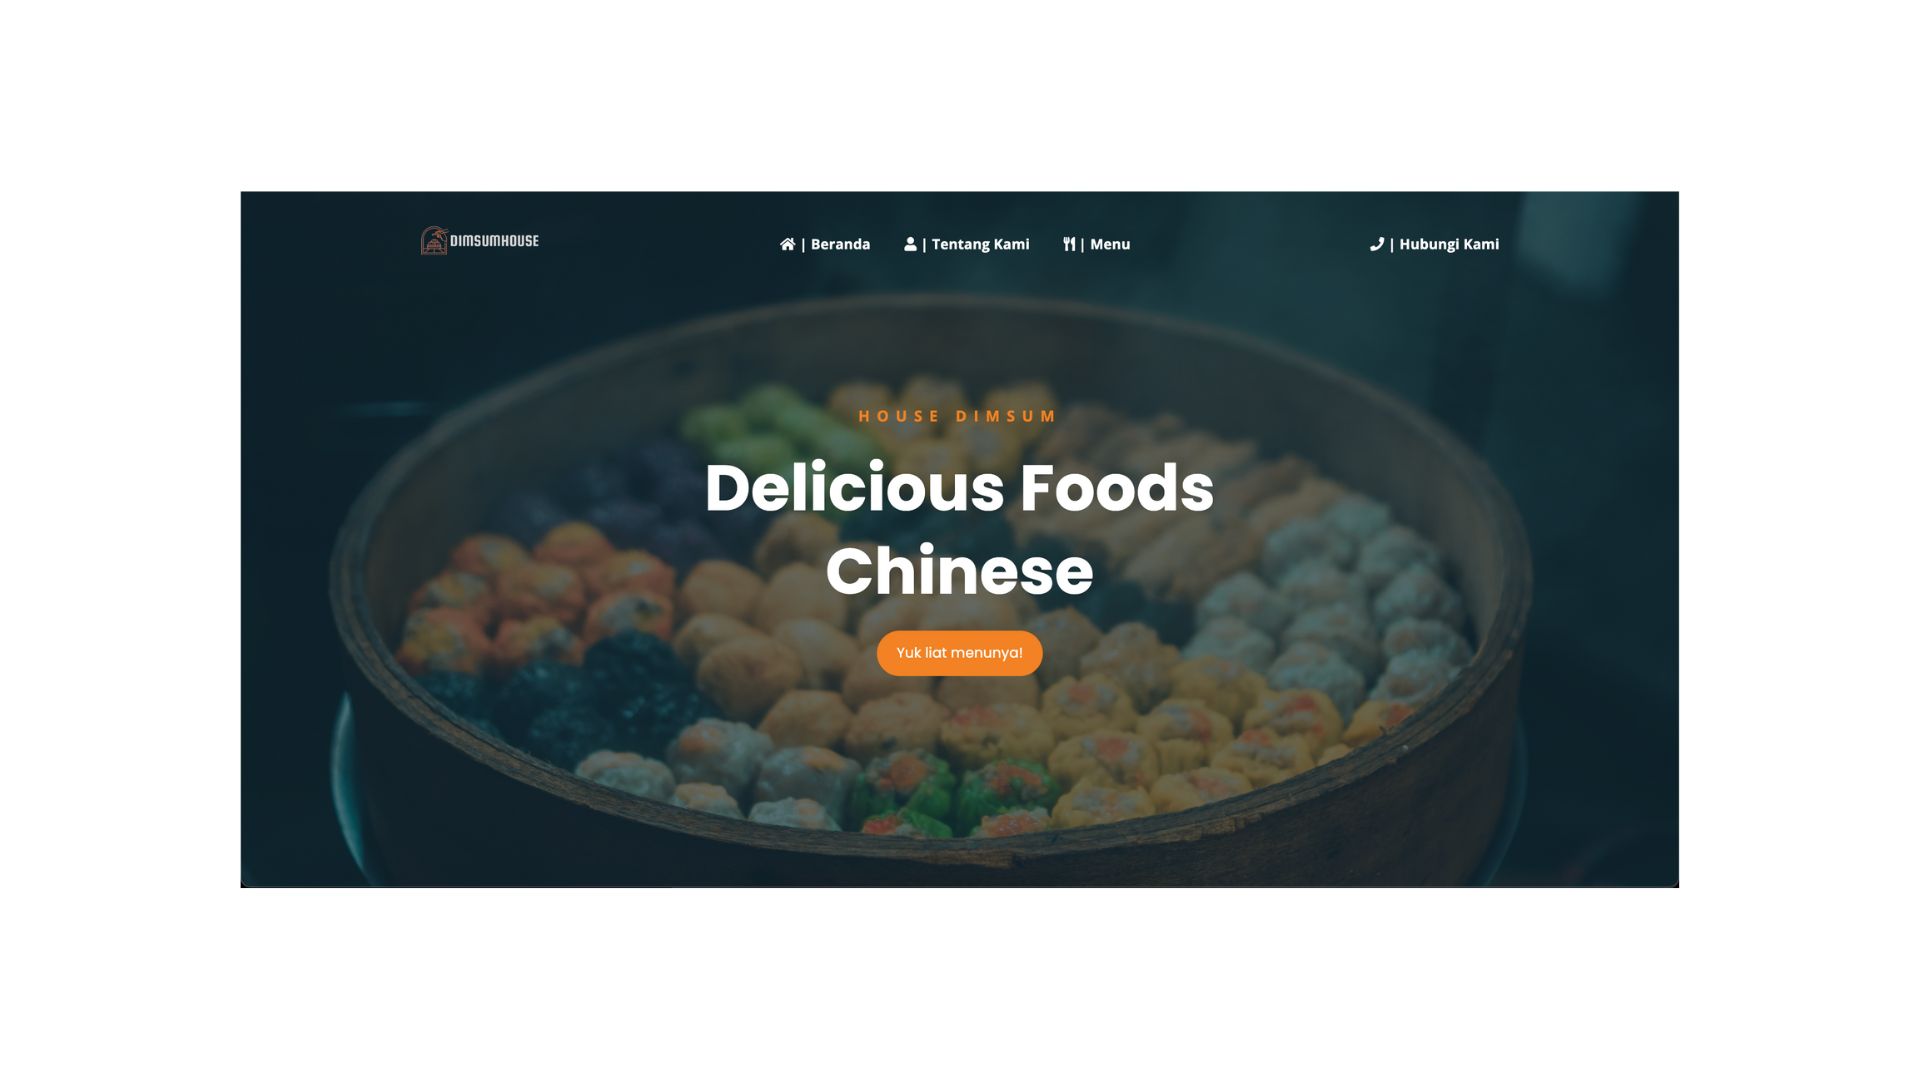 DIMSUMHOUSE
| Beranda
| Tentang Kami
| Menu
| Hubungi Kami
HOUSE DIMSUM
Delicious Foods
Chinese
Yuk liat menunya!